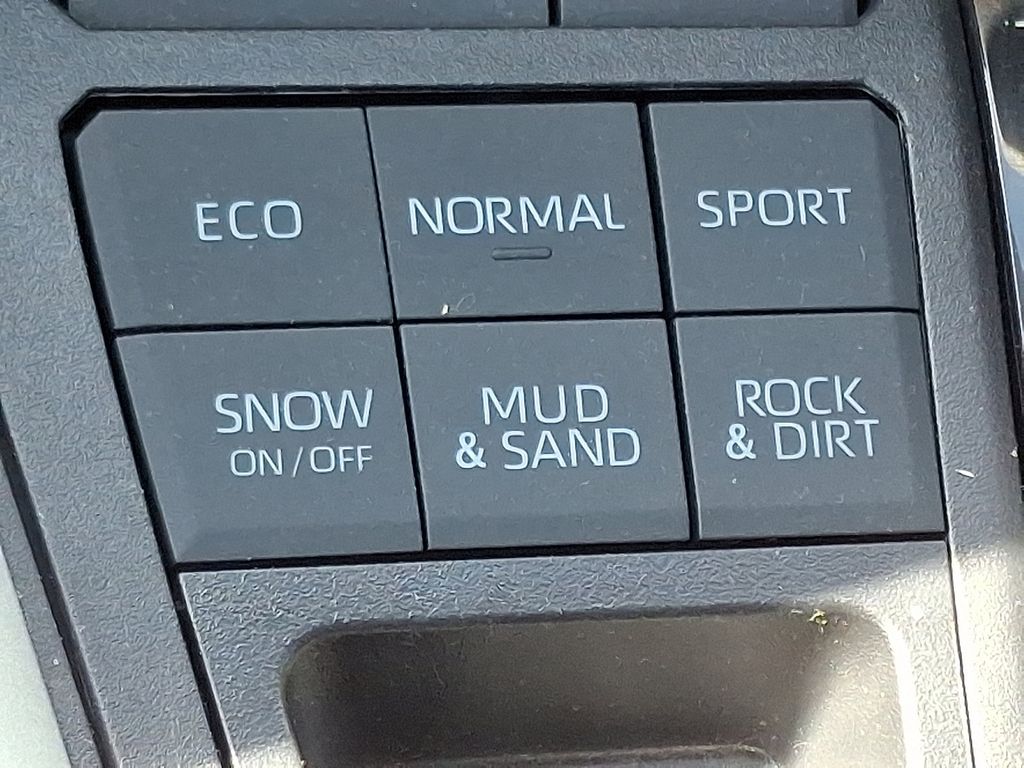 ECO
NORMAL
SPORT
SNOW
ON/OFF
MUD
& SAND
ROCK
& DIRT